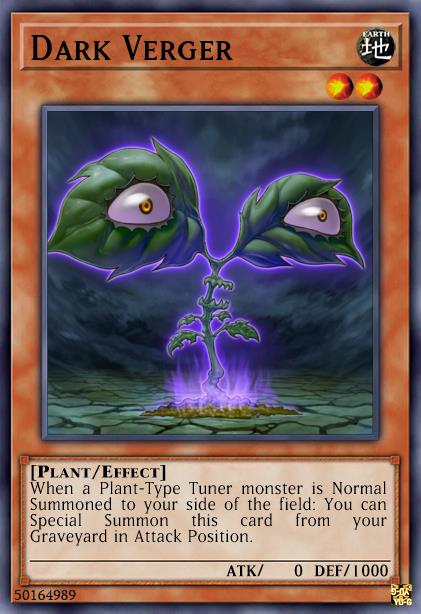 DARK VERGER
EARTH
地
[PLANT/EFFECT]
When a Plant-Type Tuner monster is Normal
Summoned to your side of the field: You can
Special Summon this card from your
Graveyard in Attack Position.
ATK/ 0 DEF/1000
50164989